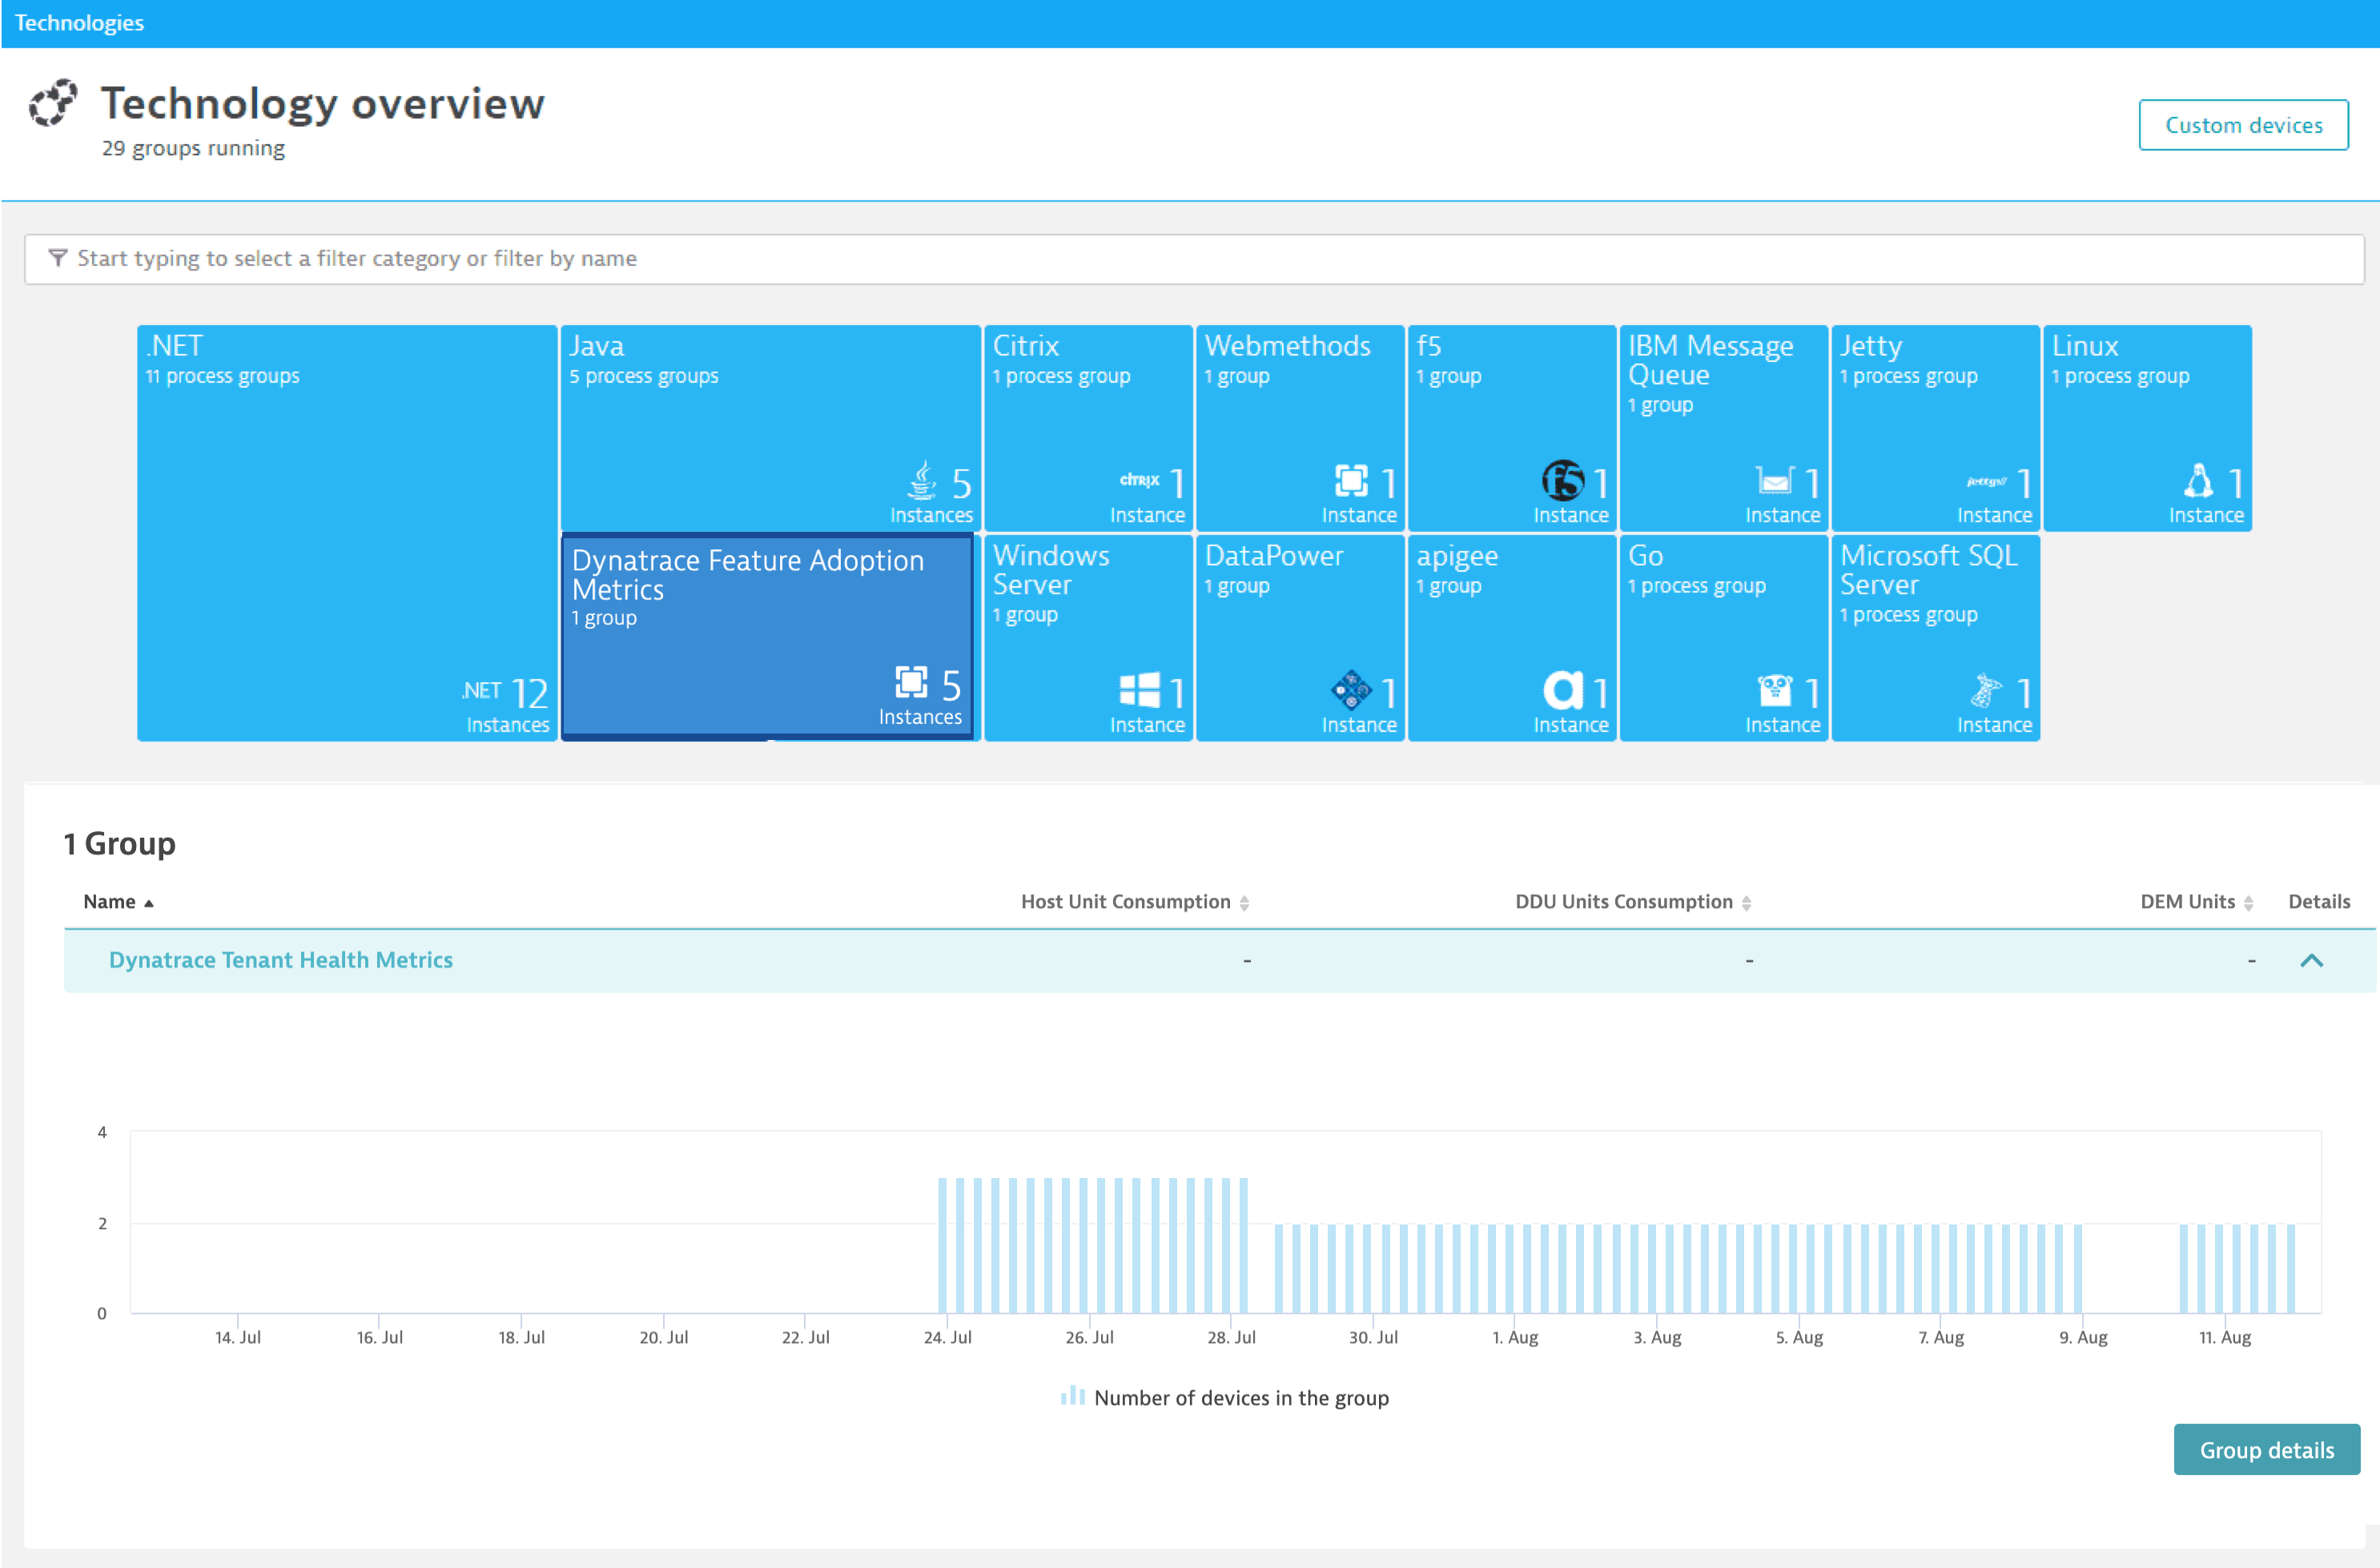 Technologies
Technology overview
29 groups running
Custom devices
Start typing to select a filter category or filter by name
.NET
11 process groups
.NET 12
Instances
Java
5 process groups
5
Instances
Citrix
1 process group
CITRIX 1
Instance
Webmethods
1 group
1
Instance
f5
1 group
f5 1
Instance
IBM Message
Queue
1 group
1
Instance
Jetty
1 process group
jetty:// 1
Instance
Linux
1 process group
1
Instance
Dynatrace Feature Adoption
Metrics
1 group
5
Instances
Windows
Server
1 group
1
Instance
DataPower
1 group
1
Instance
apigee
1 group
a 1
Instance
Go
1 process group
1
Instance
Microsoft SQL
Server
1 process group
1
Instance
1 Group
Name Host Unit Consumption DDU Units Consumption DEM Units Details
Dynatrace Tenant Health Metrics - - -
4
2
0
14. Jul 16. Jul 18. Jul 20. Jul 22. Jul 24. Jul 26. Jul 28. Jul 30. Jul 1. Aug 3. Aug 5. Aug 7. Aug 9. Aug 11. Aug
Number of devices in the group
Group details